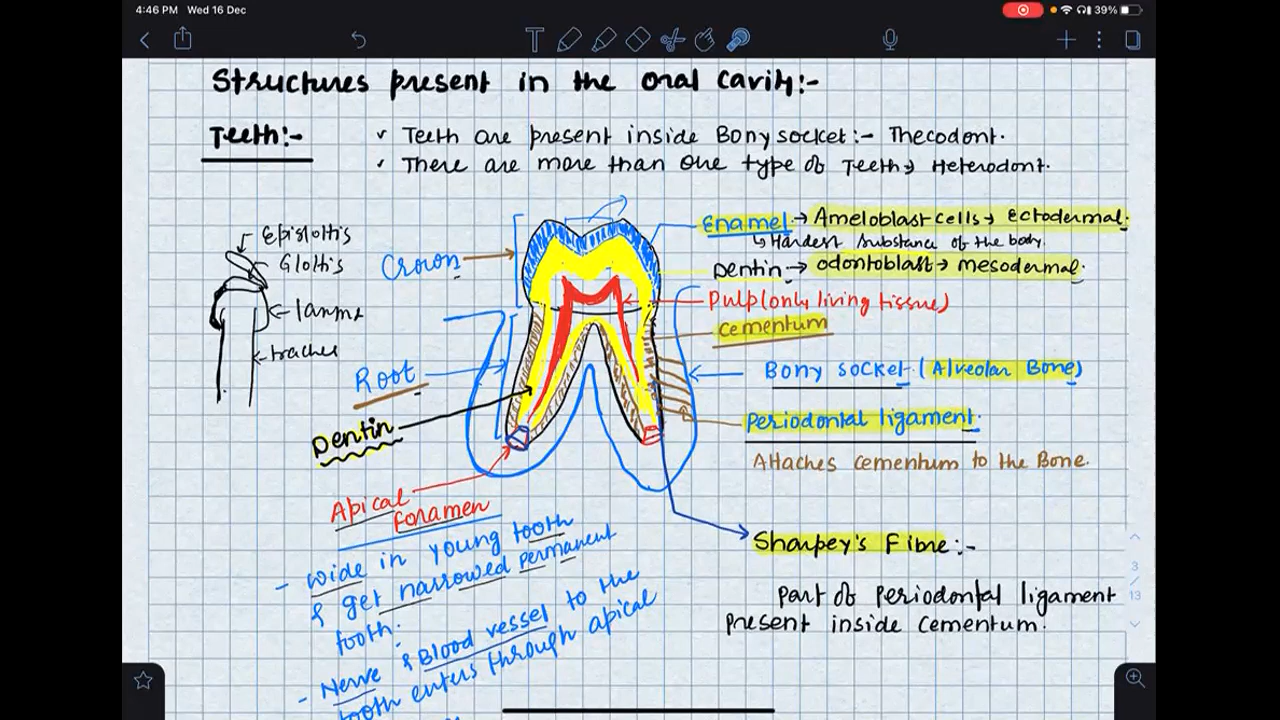 4:46 PM Wed 16 Dec
39%
Structures present in the oral cavity:-
Teeth:-
Teeth are present inside Bony socket:- Thecodont.
There are more than one type of Teeth → Heterodont.
Epiglottis
Glottis
larynx
trachea
Crown
Root
Dentin
Apical
foramen
Enamel → Ameloblast cells → Ectodermal.
↳ Hardest substance of the body.
Dentin → odontoblast → mesodermal.
Pulp (only living tissue)
cementum
Bony socket (Alveolar Bone)
Periodontal ligament.
Attaches cementum to the Bone.
Sharpey's Fibre:-
part of periodontal ligament
present inside cementum.
- wide in young tooth
& get narrowed permanent
tooth.
- Nerve & Blood vessel to the
tooth enters through apical
3
/
13